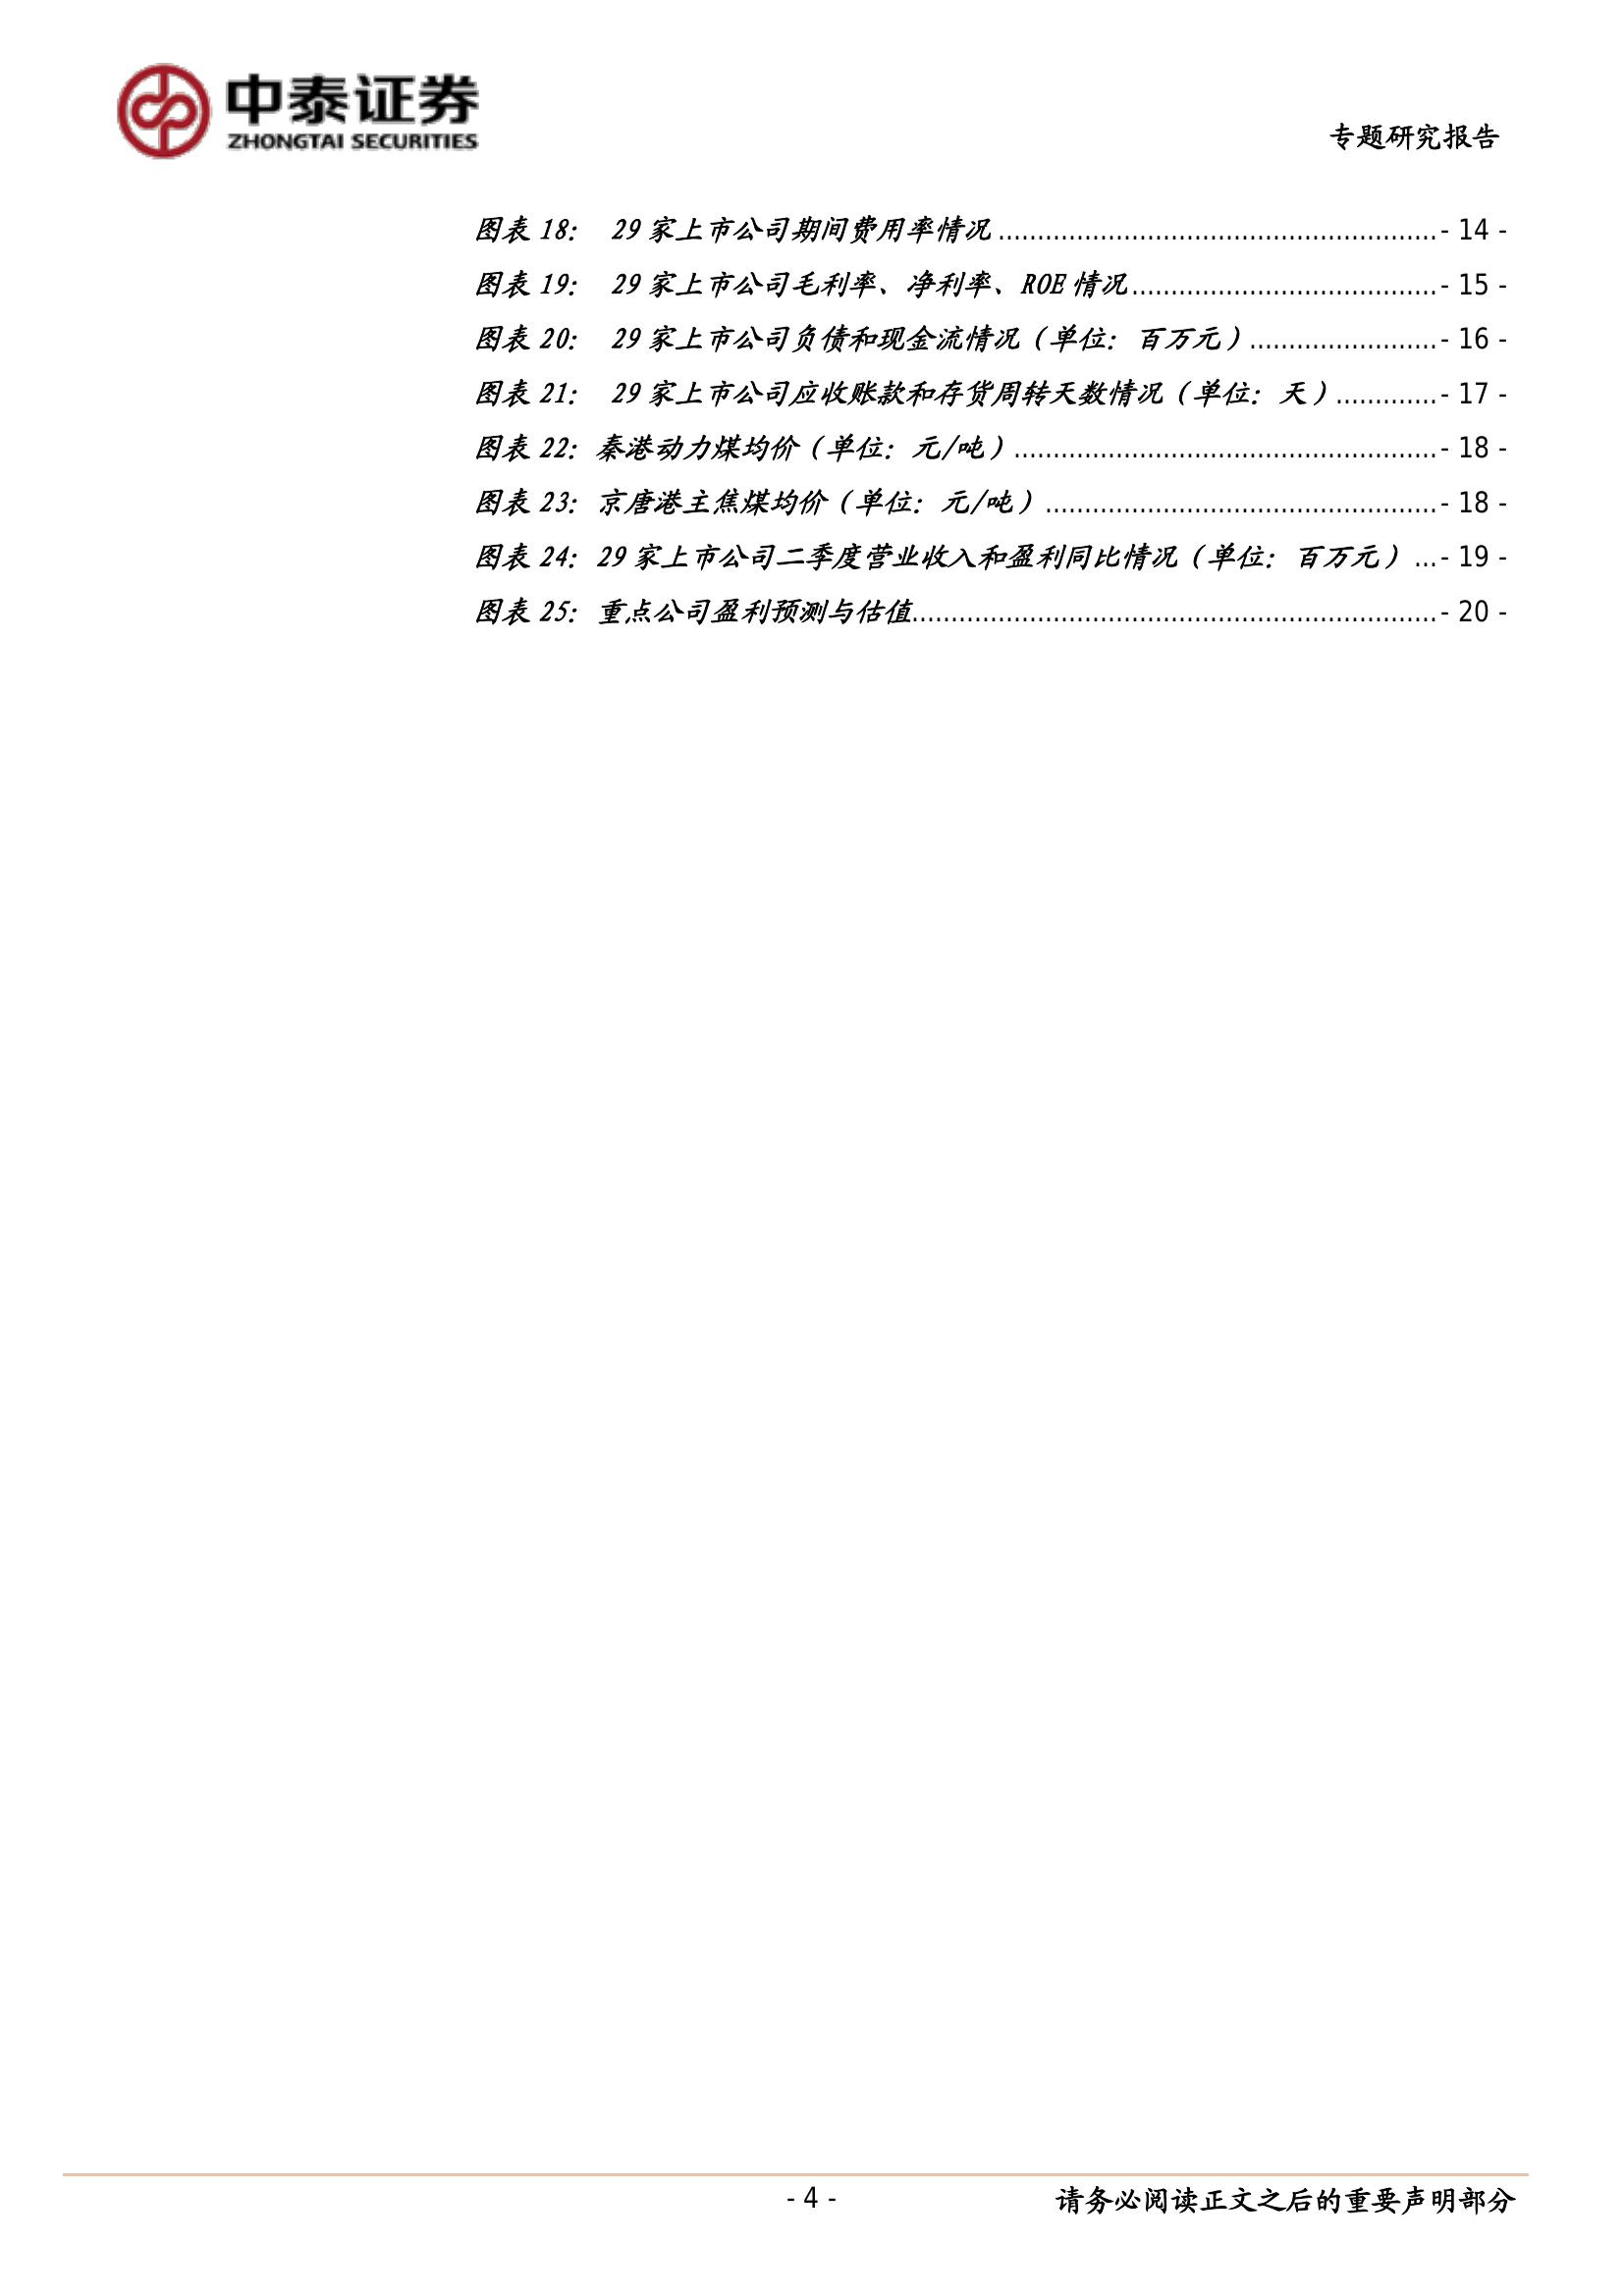 中泰证券
ZHONGTAI SECURITIES
专题研究报告
图表 18： 29 家上市公司期间费用率情况 ........................................................ - 14 -
图表 19： 29 家上市公司毛利率、净利率、ROE 情况 ....................................... - 15 -
图表 20： 29 家上市公司负债和现金流情况（单位：百万元） ........................ - 16 -
图表 21： 29 家上市公司应收账款和存货周转天数情况（单位：天） ............. - 17 -
图表 22：秦港动力煤均价（单位：元/吨） ...................................................... - 18 -
图表 23：京唐港主焦煤均价（单位：元/吨） .................................................. - 18 -
图表 24：29 家上市公司二季度营业收入和盈利同比情况（单位：百万元） ... - 19 -
图表 25：重点公司盈利预测与估值................................................................... - 20 -
- 4 -
请务必阅读正文之后的重要声明部分